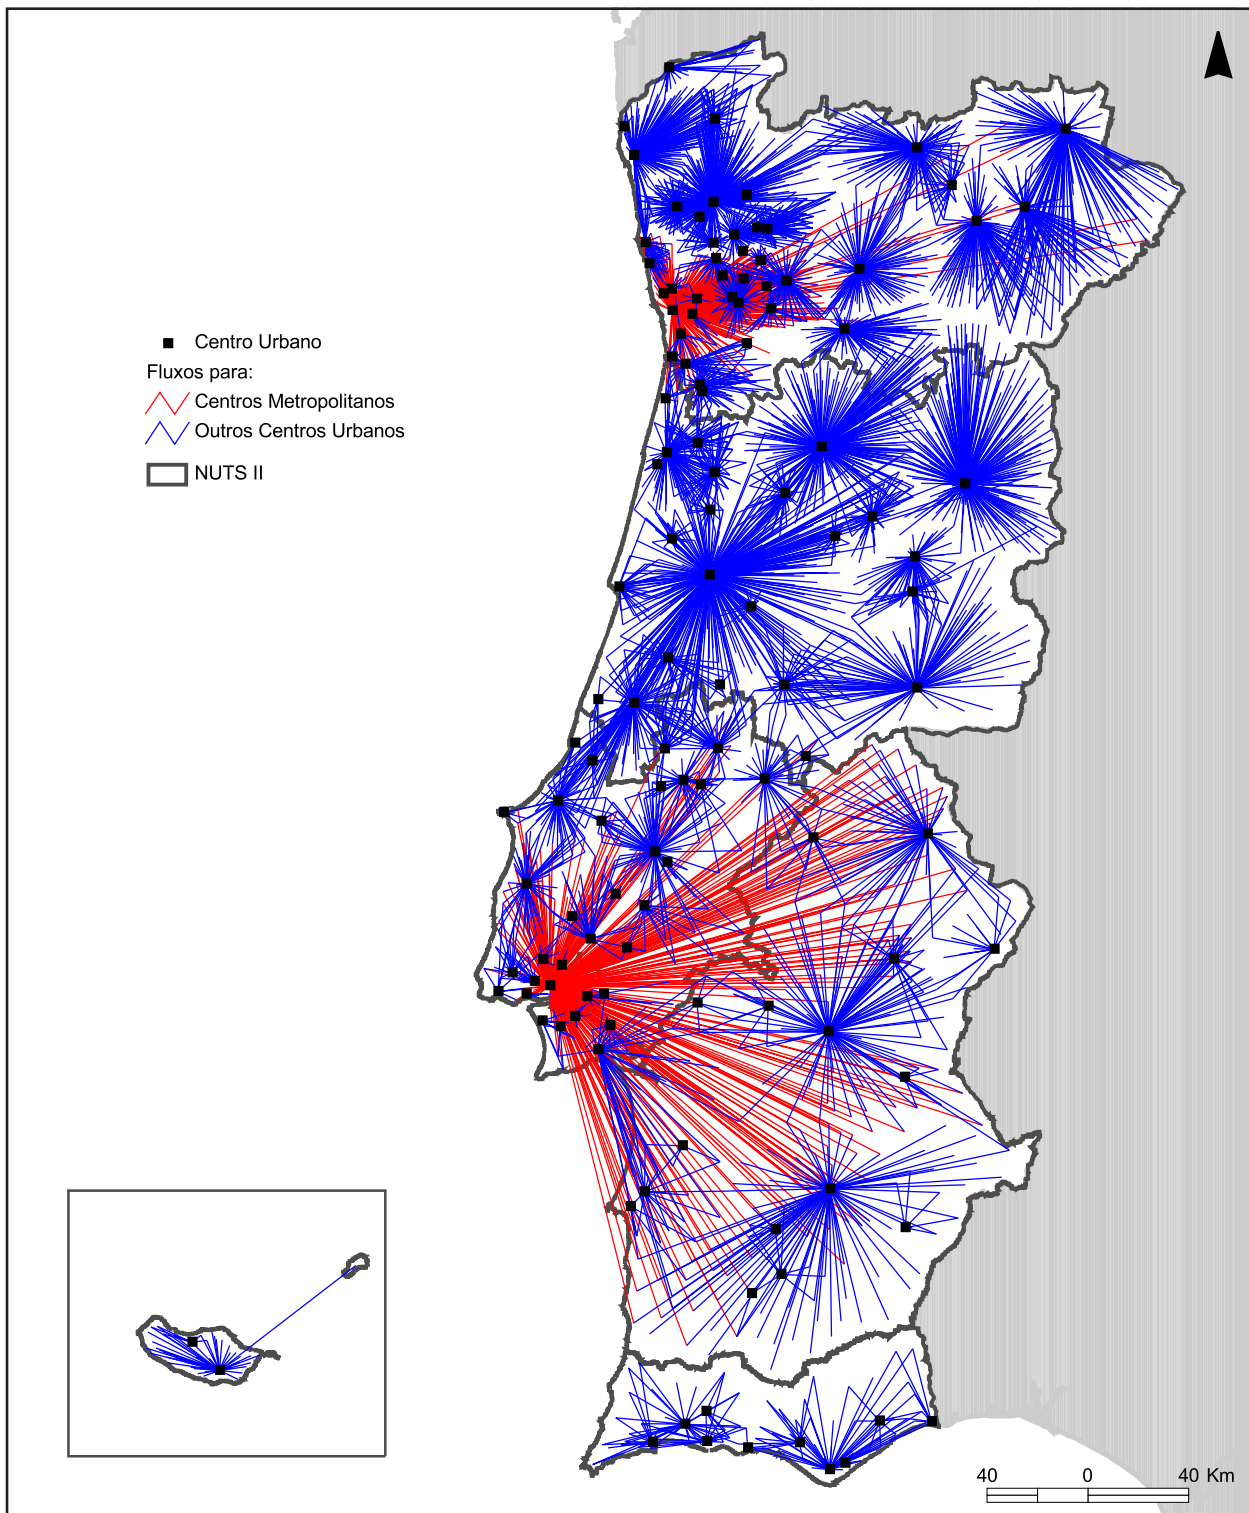 Centro Urbano
Fluxos para:
Centros Metropolitanos
Outros Centros Urbanos
NUTS II
40 0 40 Km